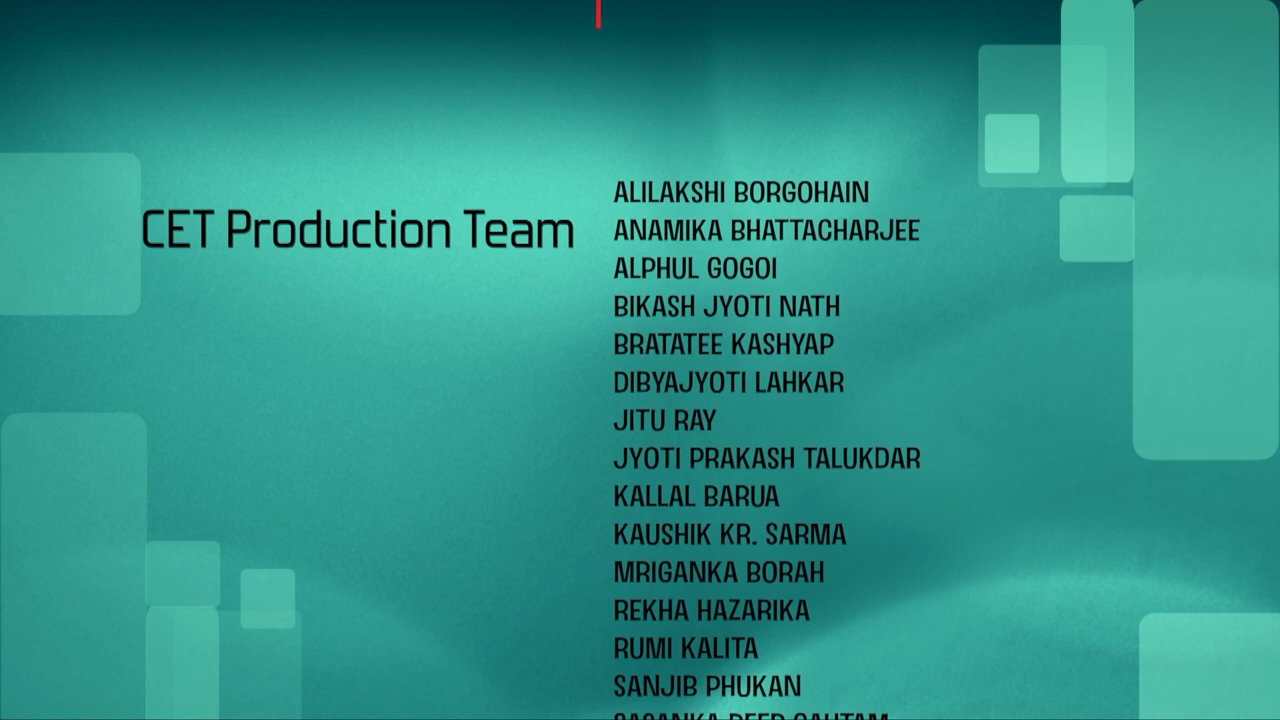 CET Production Team
ALILAKSHI BORGOHAIN
ANAMIKA BHATTACHARJEE
ALPHUL GOGOI
BIKASH JYOTI NATH
BRATATEE KASHYAP
DIBYAJYOTI LAHKAR
JITU RAY
JYOTI PRAKASH TALUKDAR
KALLAL BARUA
KAUSHIK KR. SARMA
MRIGANKA BORAH
REKHA HAZARIKA
RUMI KALITA
SANJIB PHUKAN